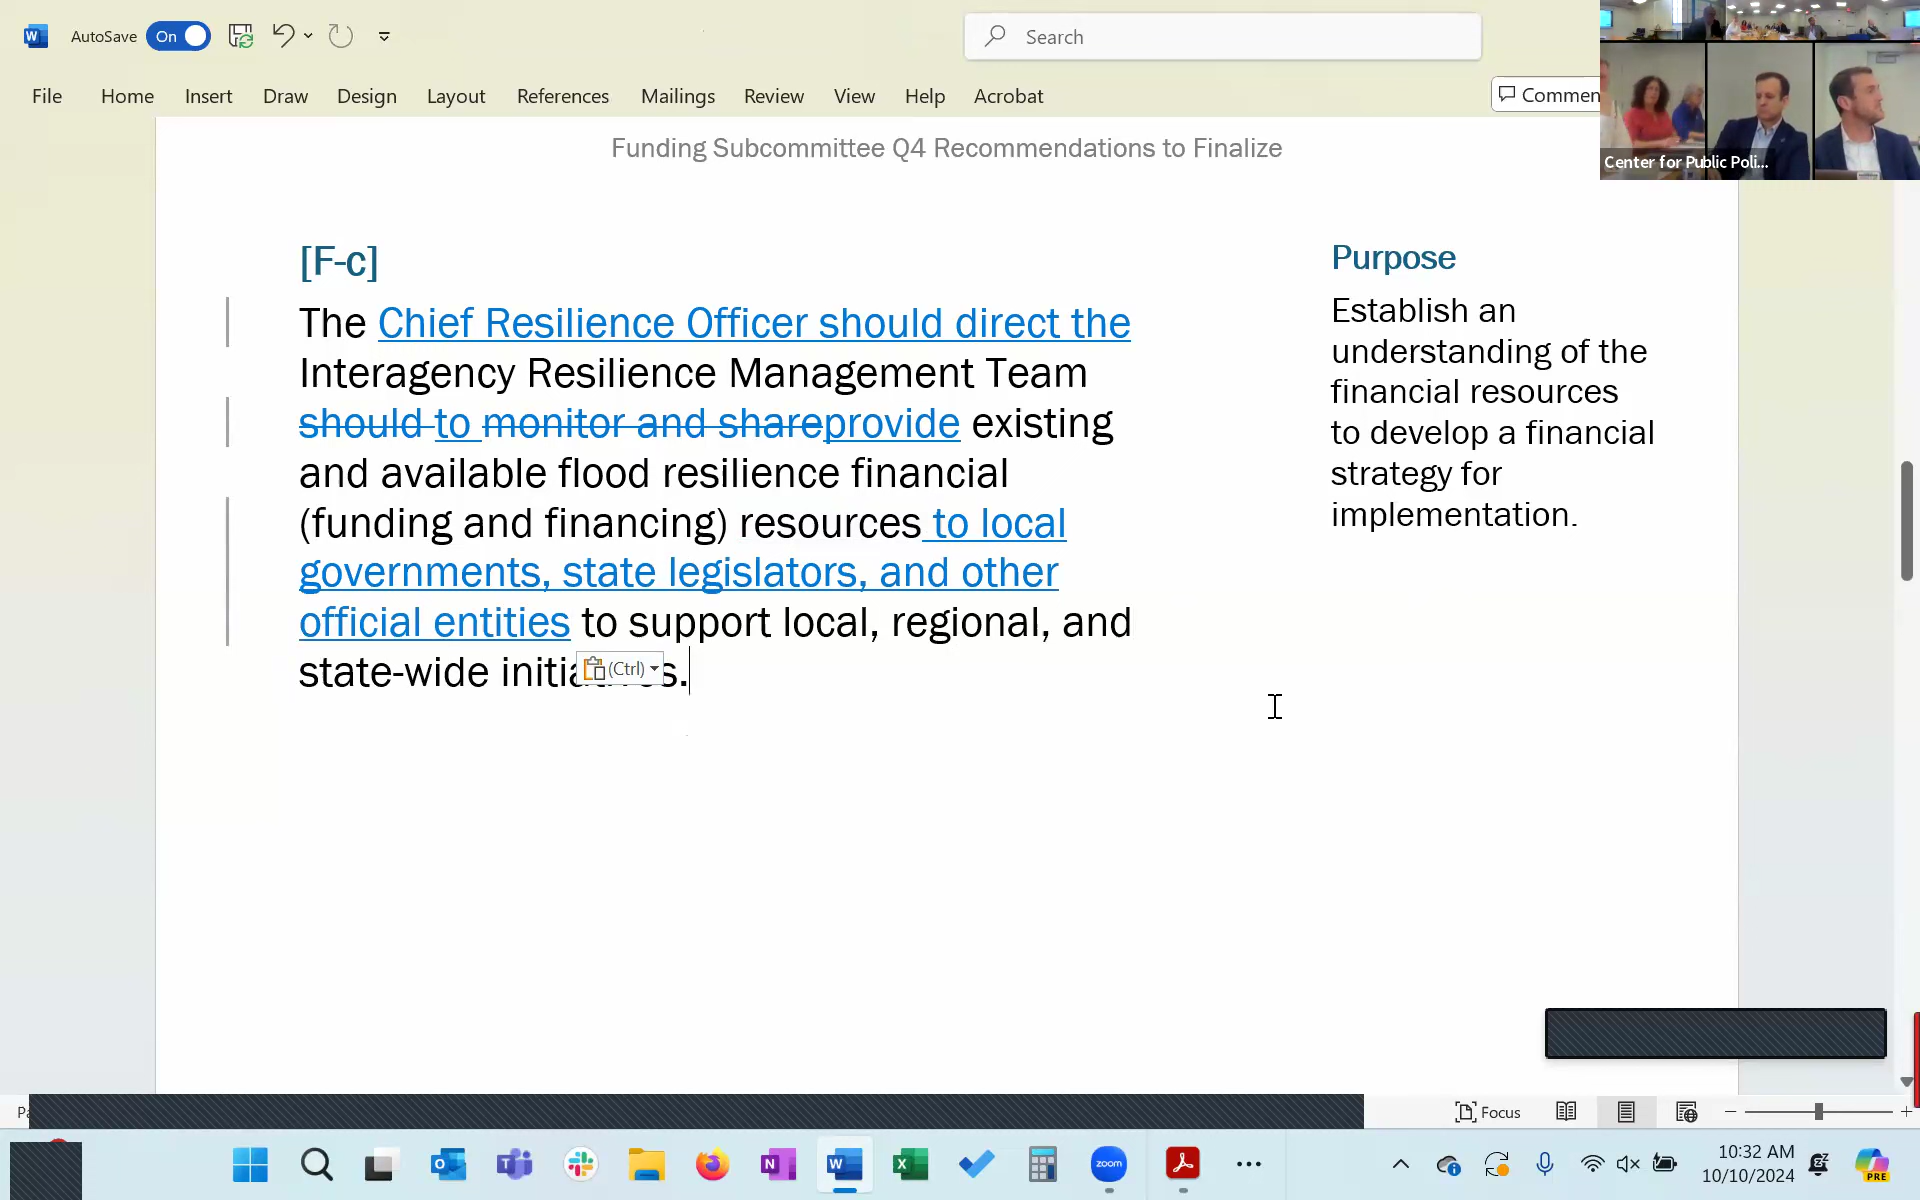 AutoSave On
Search
File Home Insert Draw Design Layout References Mailings Review View Help Acrobat
Commen
Center for Public Poli...
Funding Subcommittee Q4 Recommendations to Finalize
[F-c]
The Chief Resilience Officer should direct the
Interagency Resilience Management Team
should to monitor and shareprovide existing
and available flood resilience financial
(funding and financing) resources to local
governments, state legislators, and other
official entities to support local, regional, and
state-wide initiatives.
(Ctrl)
Purpose
Establish an
understanding of the
financial resources
to develop a financial
strategy for
implementation.
Focus
zoom
10:32 AM
10/10/2024
PRE